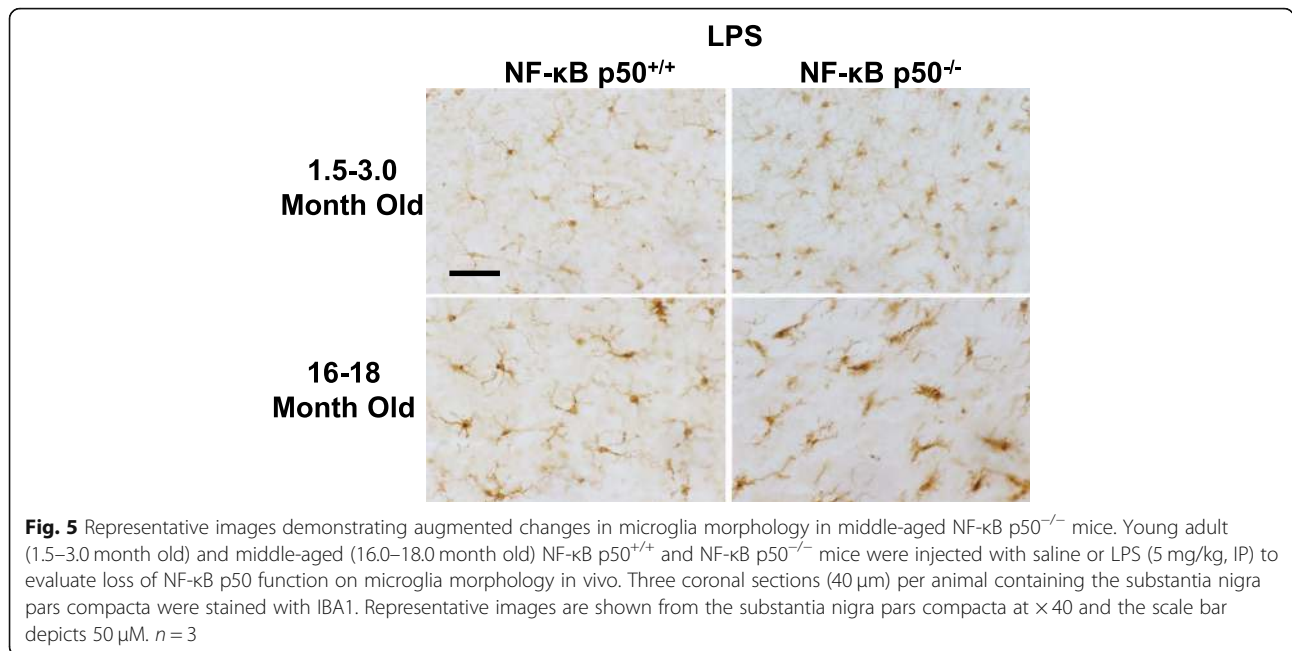 LPS
NF-κB p50+/+ NF-κB p50-/-
1.5-3.0
Month Old
16-18
Month Old
Fig. 5 Representative images demonstrating augmented changes in microglia morphology in middle-aged NF-κB p50−/− mice. Young adult
(1.5–3.0 month old) and middle-aged (16.0–18.0 month old) NF-κB p50+/+ and NF-κB p50−/− mice were injected with saline or LPS (5 mg/kg, IP) to
evaluate loss of NF-κB p50 function on microglia morphology in vivo. Three coronal sections (40 μm) per animal containing the substantia nigra
pars compacta were stained with IBA1. Representative images are shown from the substantia nigra pars compacta at × 40 and the scale bar
depicts 50 μM. n = 3